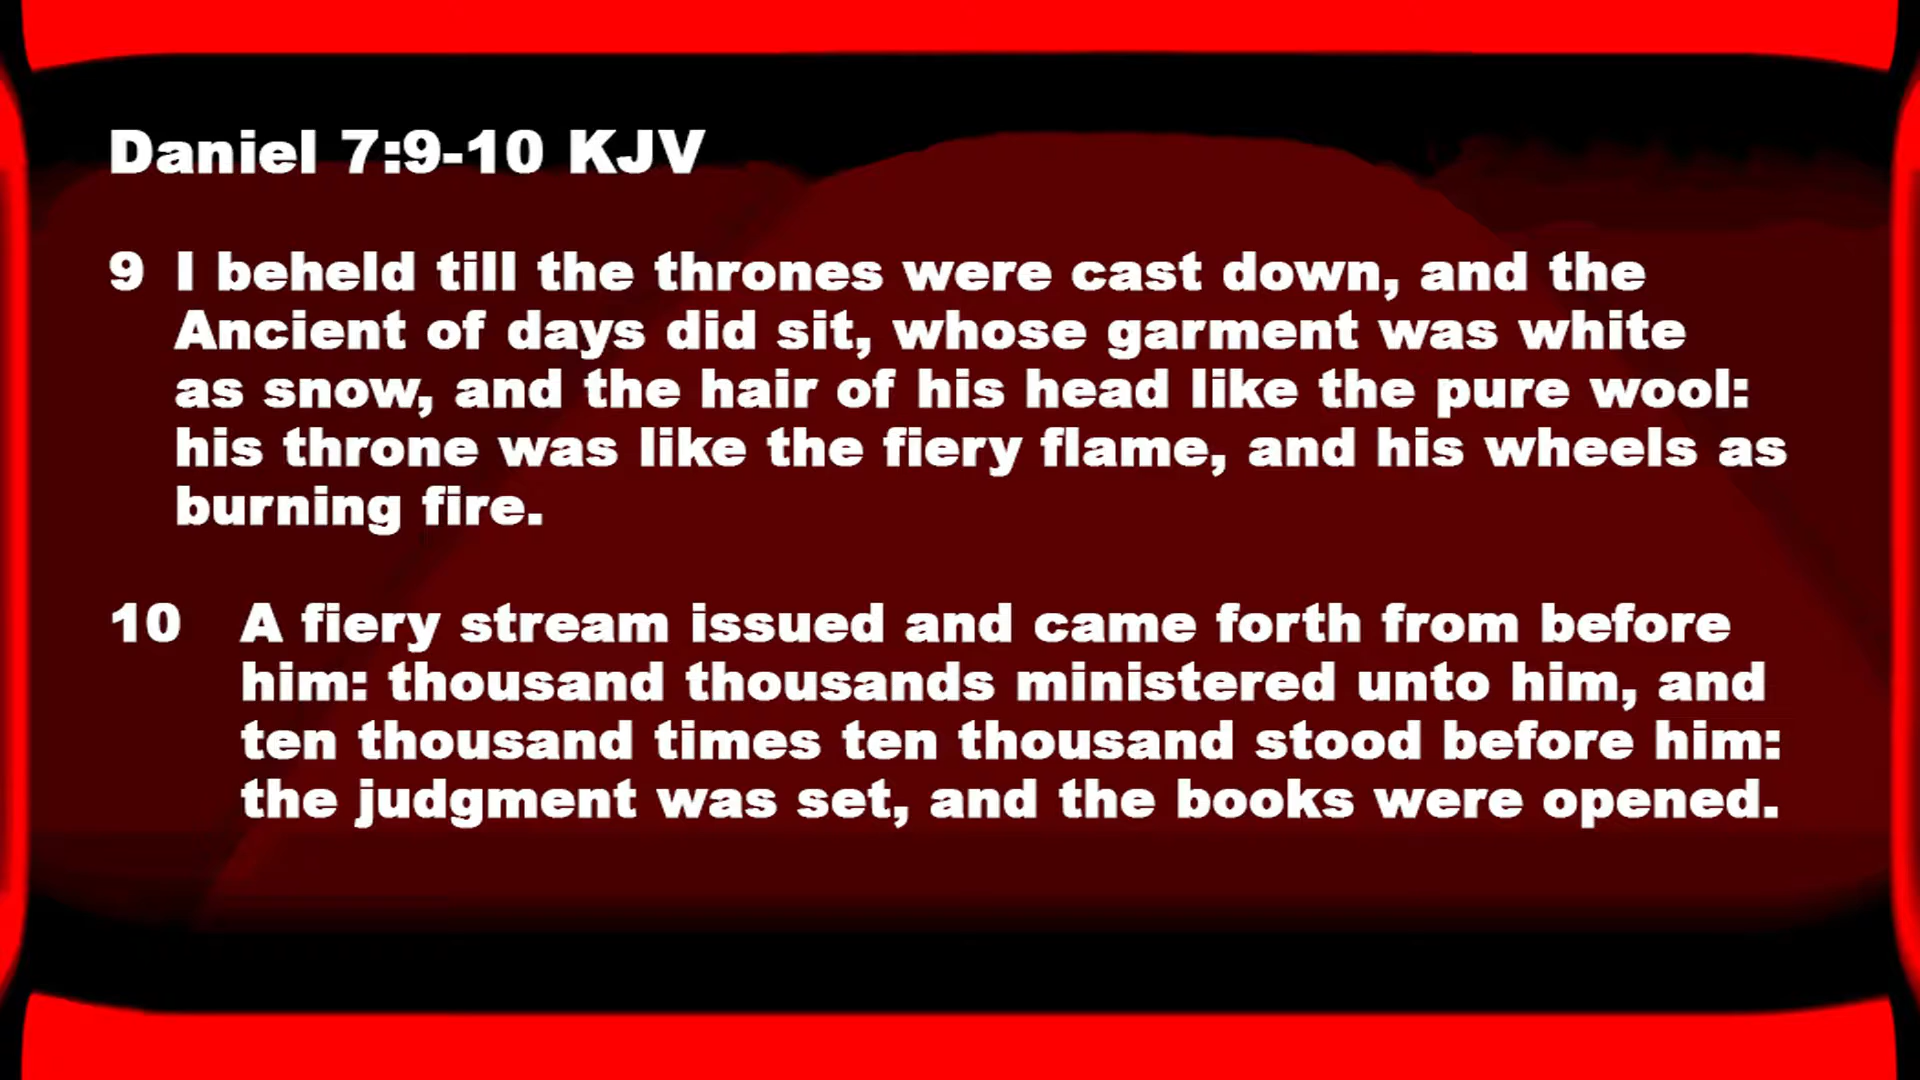 Daniel 7:9-10 KJV
9 I beheld till the thrones were cast down, and the
Ancient of days did sit, whose garment was white
as snow, and the hair of his head like the pure wool:
his throne was like the fiery flame, and his wheels as
burning fire.
10 A fiery stream issued and came forth from before
him: thousand thousands ministered unto him, and
ten thousand times ten thousand stood before him:
the judgment was set, and the books were opened.